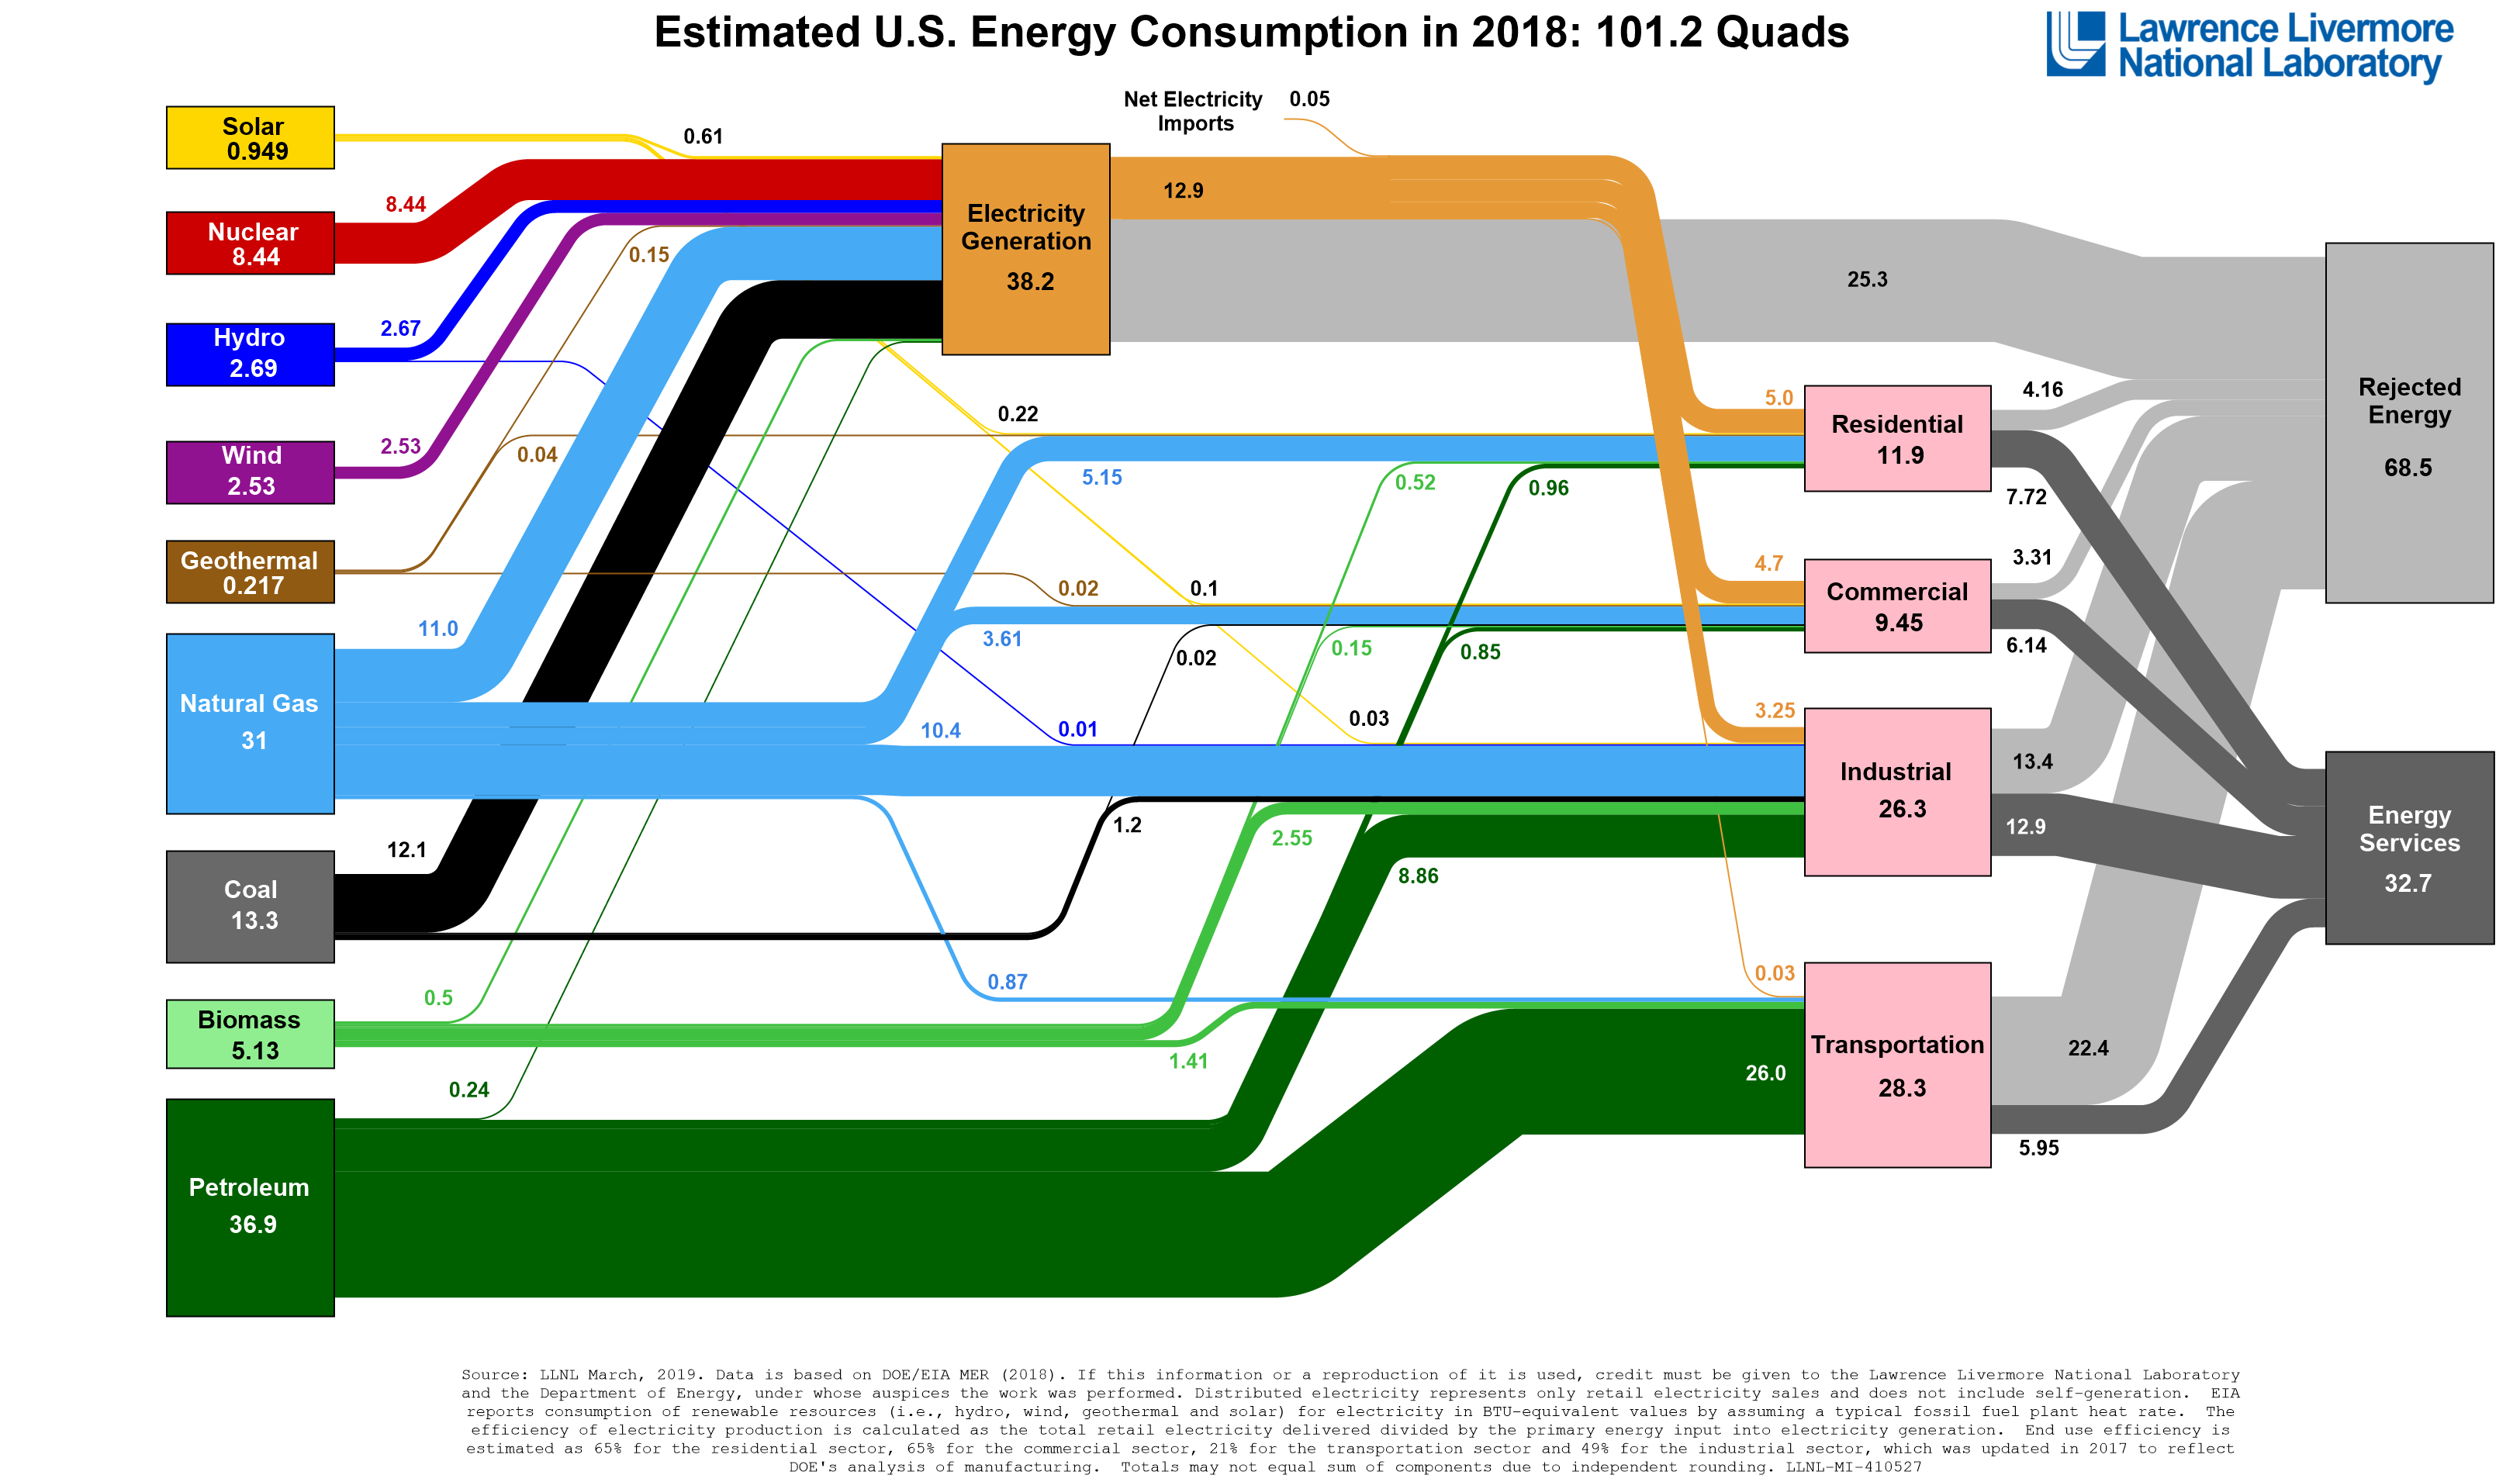 Estimated U.S. Energy Consumption in 2018: 101.2 Quads
Lawrence Livermore
National Laboratory
Net Electricity
Imports
0.05
Solar
0.949
0.61
Nuclear
8.44
8.44
Electricity
Generation
38.2
12.9
25.3
Hydro
2.69
2.67
0.15
Wind
2.53
2.53
0.04
0.22
5.15
0.52
0.96
5.0
Residential
11.9
4.16
7.72
Rejected
Energy
68.5
Geothermal
0.217
0.02
0.1
4.7
Commercial
9.45
3.31
6.14
11.0
3.61
0.02
0.15
0.85
Natural Gas
31
10.4
0.01
0.03
3.25
Industrial
26.3
13.4
12.9
Energy
Services
32.7
12.1
1.2
2.55
8.86
Coal
13.3
0.87
0.03
Biomass
5.13
0.5
1.41
26.0
Transportation
28.3
22.4
5.95
0.24
Petroleum
36.9
Source: LLNL March, 2019. Data is based on DOE/EIA MER (2018). If this information or a reproduction of it is used, credit must be given to the Lawrence Livermore National Laboratory
and the Department of Energy, under whose auspices the work was performed. Distributed electricity represents only retail electricity sales and does not include self-generation.  EIA
reports consumption of renewable resources (i.e., hydro, wind, geothermal and solar) for electricity in BTU-equivalent values by assuming a typical fossil fuel plant heat rate.  The
efficiency of electricity production is calculated as the total retail electricity delivered divided by the primary energy input into electricity generation.  End use efficiency is
estimated as 65% for the residential sector, 65% for the commercial sector, 21% for the transportation sector and 49% for the industrial sector, which was updated in 2017 to reflect
DOE's analysis of manufacturing.  Totals may not equal sum of components due to independent rounding. LLNL-MI-410527